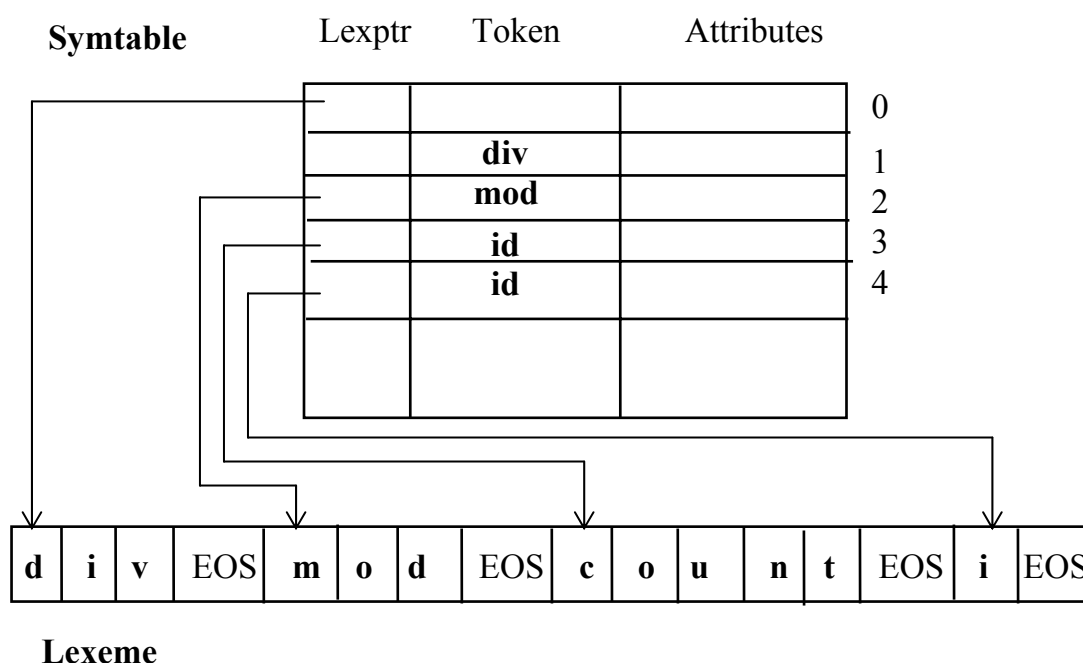 Symtable Lexptr Token Attributes
0
div 1
mod 2
id 3
id 4
d i v EOS m o d EOS c o u n t EOS i EOS
Lexeme